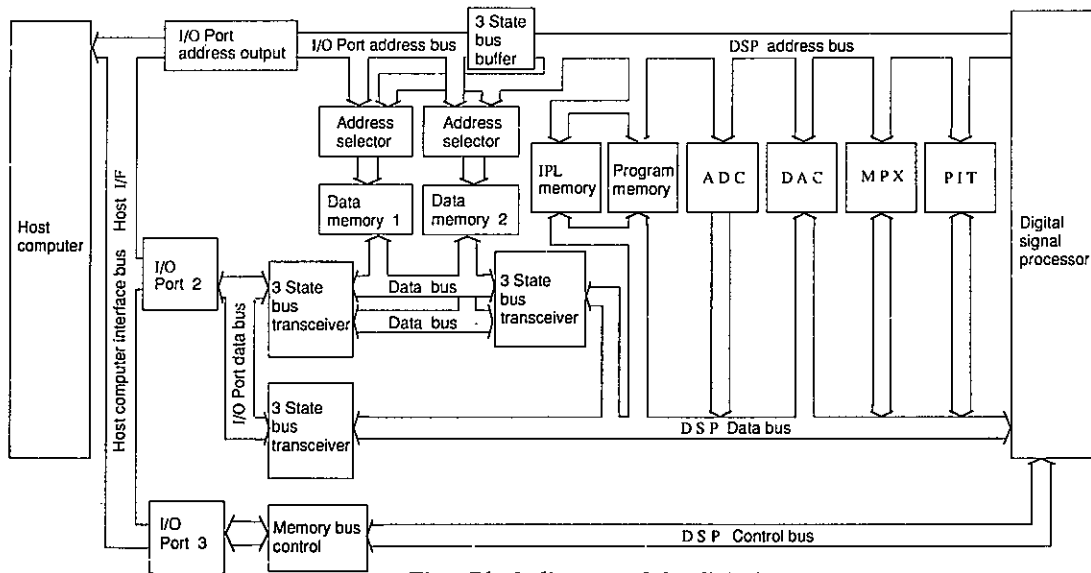 I/O Port
address output
I/O Port address bus
3 State
bus
buffer
DSP address bus
Address
selector
Address
selector
IPL
memory
Program
memory
ADC
DAC
MPX
PIT
Data
memory 1
Data
memory 2
Host
computer
Host computer interface bus Host I/F
Digital
signal
processor
I/O
Port 2
3 State
bus
transceiver
Data bus
Data bus
3 State
bus
transceiver
I/O Port data bus
3 State
bus
transceiver
DSP Data bus
I/O
Port 3
Memory bus
control
DSP Control bus